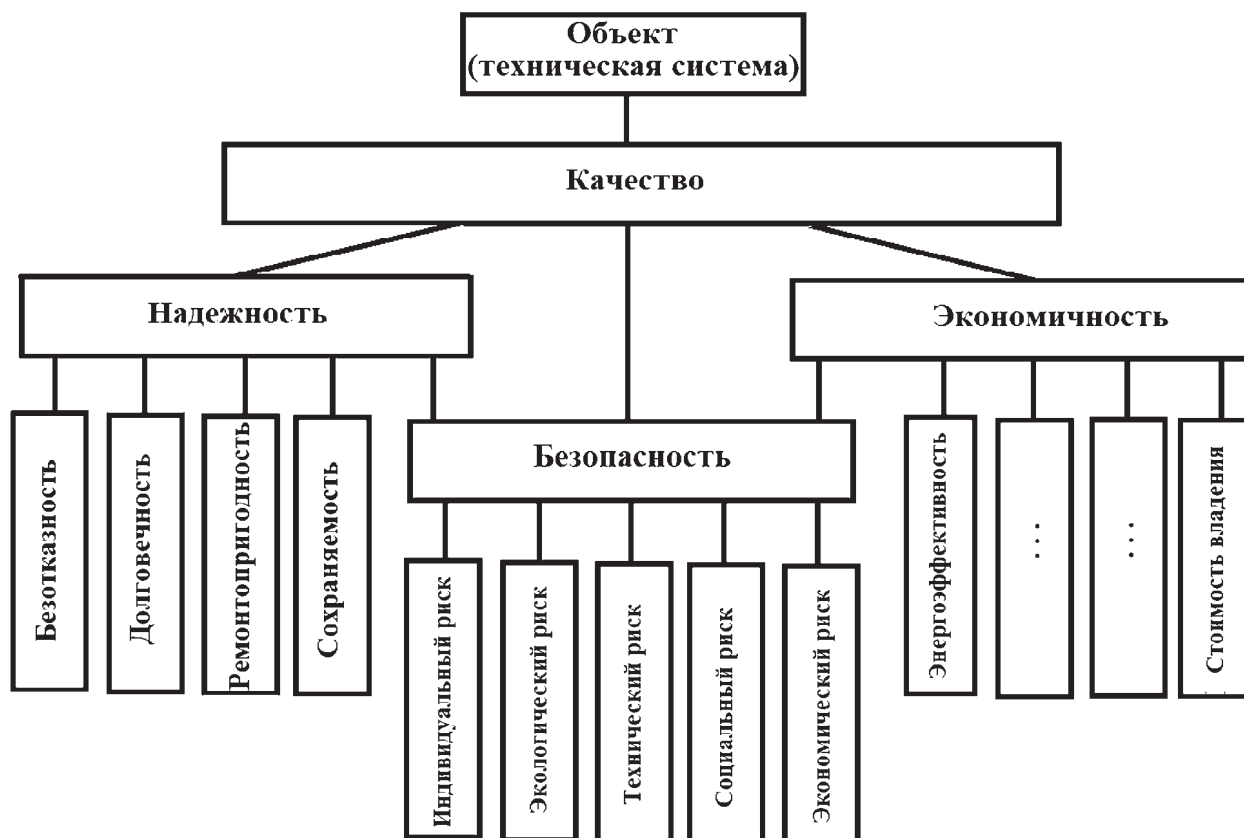 Объект
(техническая система)
Качество
Надежность
Экономичность
Безопасность
Безотказность
Долговечность
Ремонтопригодность
Сохраняемость
Индивидуальный риск
Экологический риск
Технический риск
Социальный риск
Экономический риск
Энергоэффективность
...
...
Стоимость владения